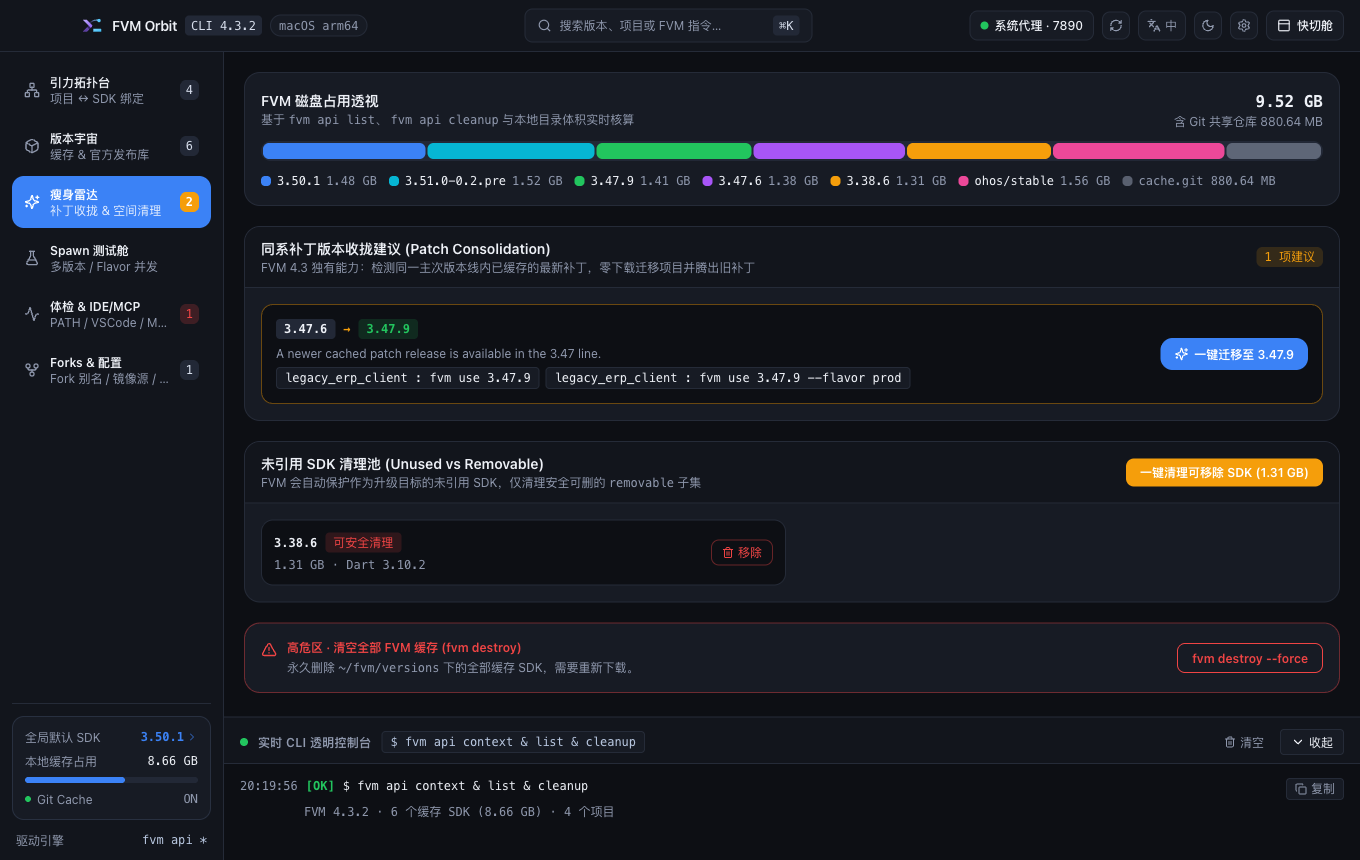 FVM Orbit CLI 4.3.2 macOS arm64
搜索版本、项目或 FVM 指令... ⌘K
系统代理 · 7890
中
快切舱
引力拓扑台
项目 ↔ SDK 绑定
4
版本宇宙
缓存 & 官方发布库
6
瘦身雷达
补丁收拢 & 空间清理
2
Spawn 测试舱
多版本 / Flavor 并发
体检 & IDE/MCP
PATH / VSCode / M...
1
Forks & 配置
Fork 别名 / 镜像源 / ...
1
全局默认 SDK 3.50.1
本地缓存占用 8.66 GB
Git Cache ON
驱动引擎 fvm api *
FVM 磁盘占用透视
9.52 GB
基于 fvm api list、 fvm api cleanup 与本地目录体积实时核算
含 Git 共享仓库 880.64 MB
3.50.1 1.48 GB 3.51.0-0.2.pre 1.52 GB 3.47.9 1.41 GB 3.47.6 1.38 GB 3.38.6 1.31 GB ohos/stable 1.56 GB cache.git 880.64 MB
同系补丁版本收拢建议 (Patch Consolidation)
FVM 4.3 独有能力：检测同一主次版本线内已缓存的最新补丁，零下载迁移项目并腾出旧补丁
1 项建议
3.47.6 → 3.47.9
A newer cached patch release is available in the 3.47 line.
legacy_erp_client : fvm use 3.47.9 legacy_erp_client : fvm use 3.47.9 --flavor prod
一键迁移至 3.47.9
未引用 SDK 清理池 (Unused vs Removable)
FVM 会自动保护作为升级目标的未引用 SDK，仅清理安全可删的 removable 子集
一键清理可移除 SDK (1.31 GB)
3.38.6 可安全清理
1.31 GB · Dart 3.10.2
移除
高危区 · 清空全部 FVM 缓存 (fvm destroy)
永久删除 ~/fvm/versions 下的全部缓存 SDK，需要重新下载。
fvm destroy --force
实时 CLI 透明控制台 $ fvm api context & list & cleanup
清空 收起
20:19:56 [OK] $ fvm api context & list & cleanup
复制
FVM 4.3.2 · 6 个缓存 SDK (8.66 GB) · 4 个项目